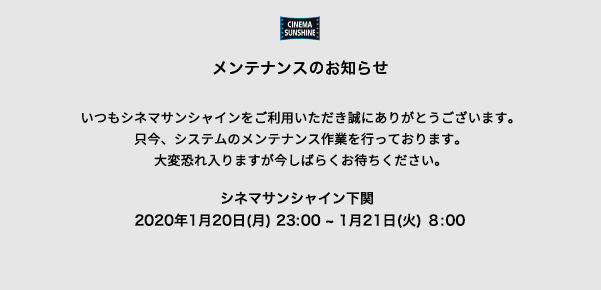 CINEMA
SUNSHINE
メンテナンスのお知らせ
いつもシネマサンシャインをご利用いただき誠にありがとうございます。
只今、システムのメンテナンス作業を行っております。
大変恐れ入りますが今しばらくお待ちください。
シネマサンシャイン下関
2020年1月20日(月) 23:00 ~ 1月21日(火) 8:00